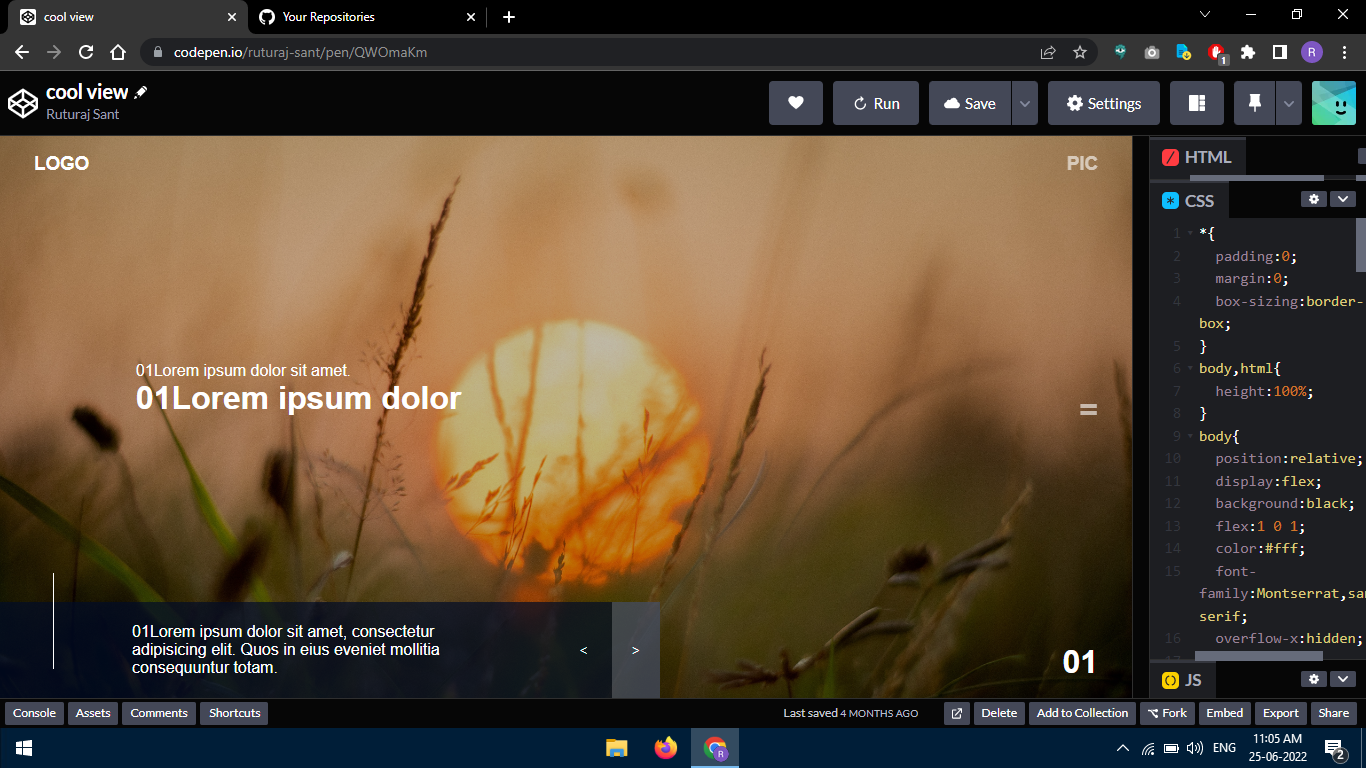 cool view
Your Repositories
codepen.io/ruturaj-sant/pen/QWOmaKm
1
R
cool view
Ruturaj Sant
Run
Save
Settings
LOGO
PIC
01Lorem ipsum dolor sit amet.
01Lorem ipsum dolor
=
01Lorem ipsum dolor sit amet, consectetur
adipisicing elit. Quos in eius eveniet mollitia
consequuntur totam.
<
>
01
HTML
CSS
1 *{
2 padding:0;
3 margin:0;
4 box-sizing:border-
box;
5 }
6 body,html{
7 height:100%;
8 }
9 body{
10 position:relative;
11 display:flex;
12 background:black;
13 flex:1 0 1;
14 color:#fff;
15 font-
family:Montserrat,san
serif;
16 overflow-x:hidden;
JS
Console
Assets
Comments
Shortcuts
Last saved 4 MONTHS AGO
Delete
Add to Collection
Fork
Embed
Export
Share
R
ENG
11:05 AM
25-06-2022
2